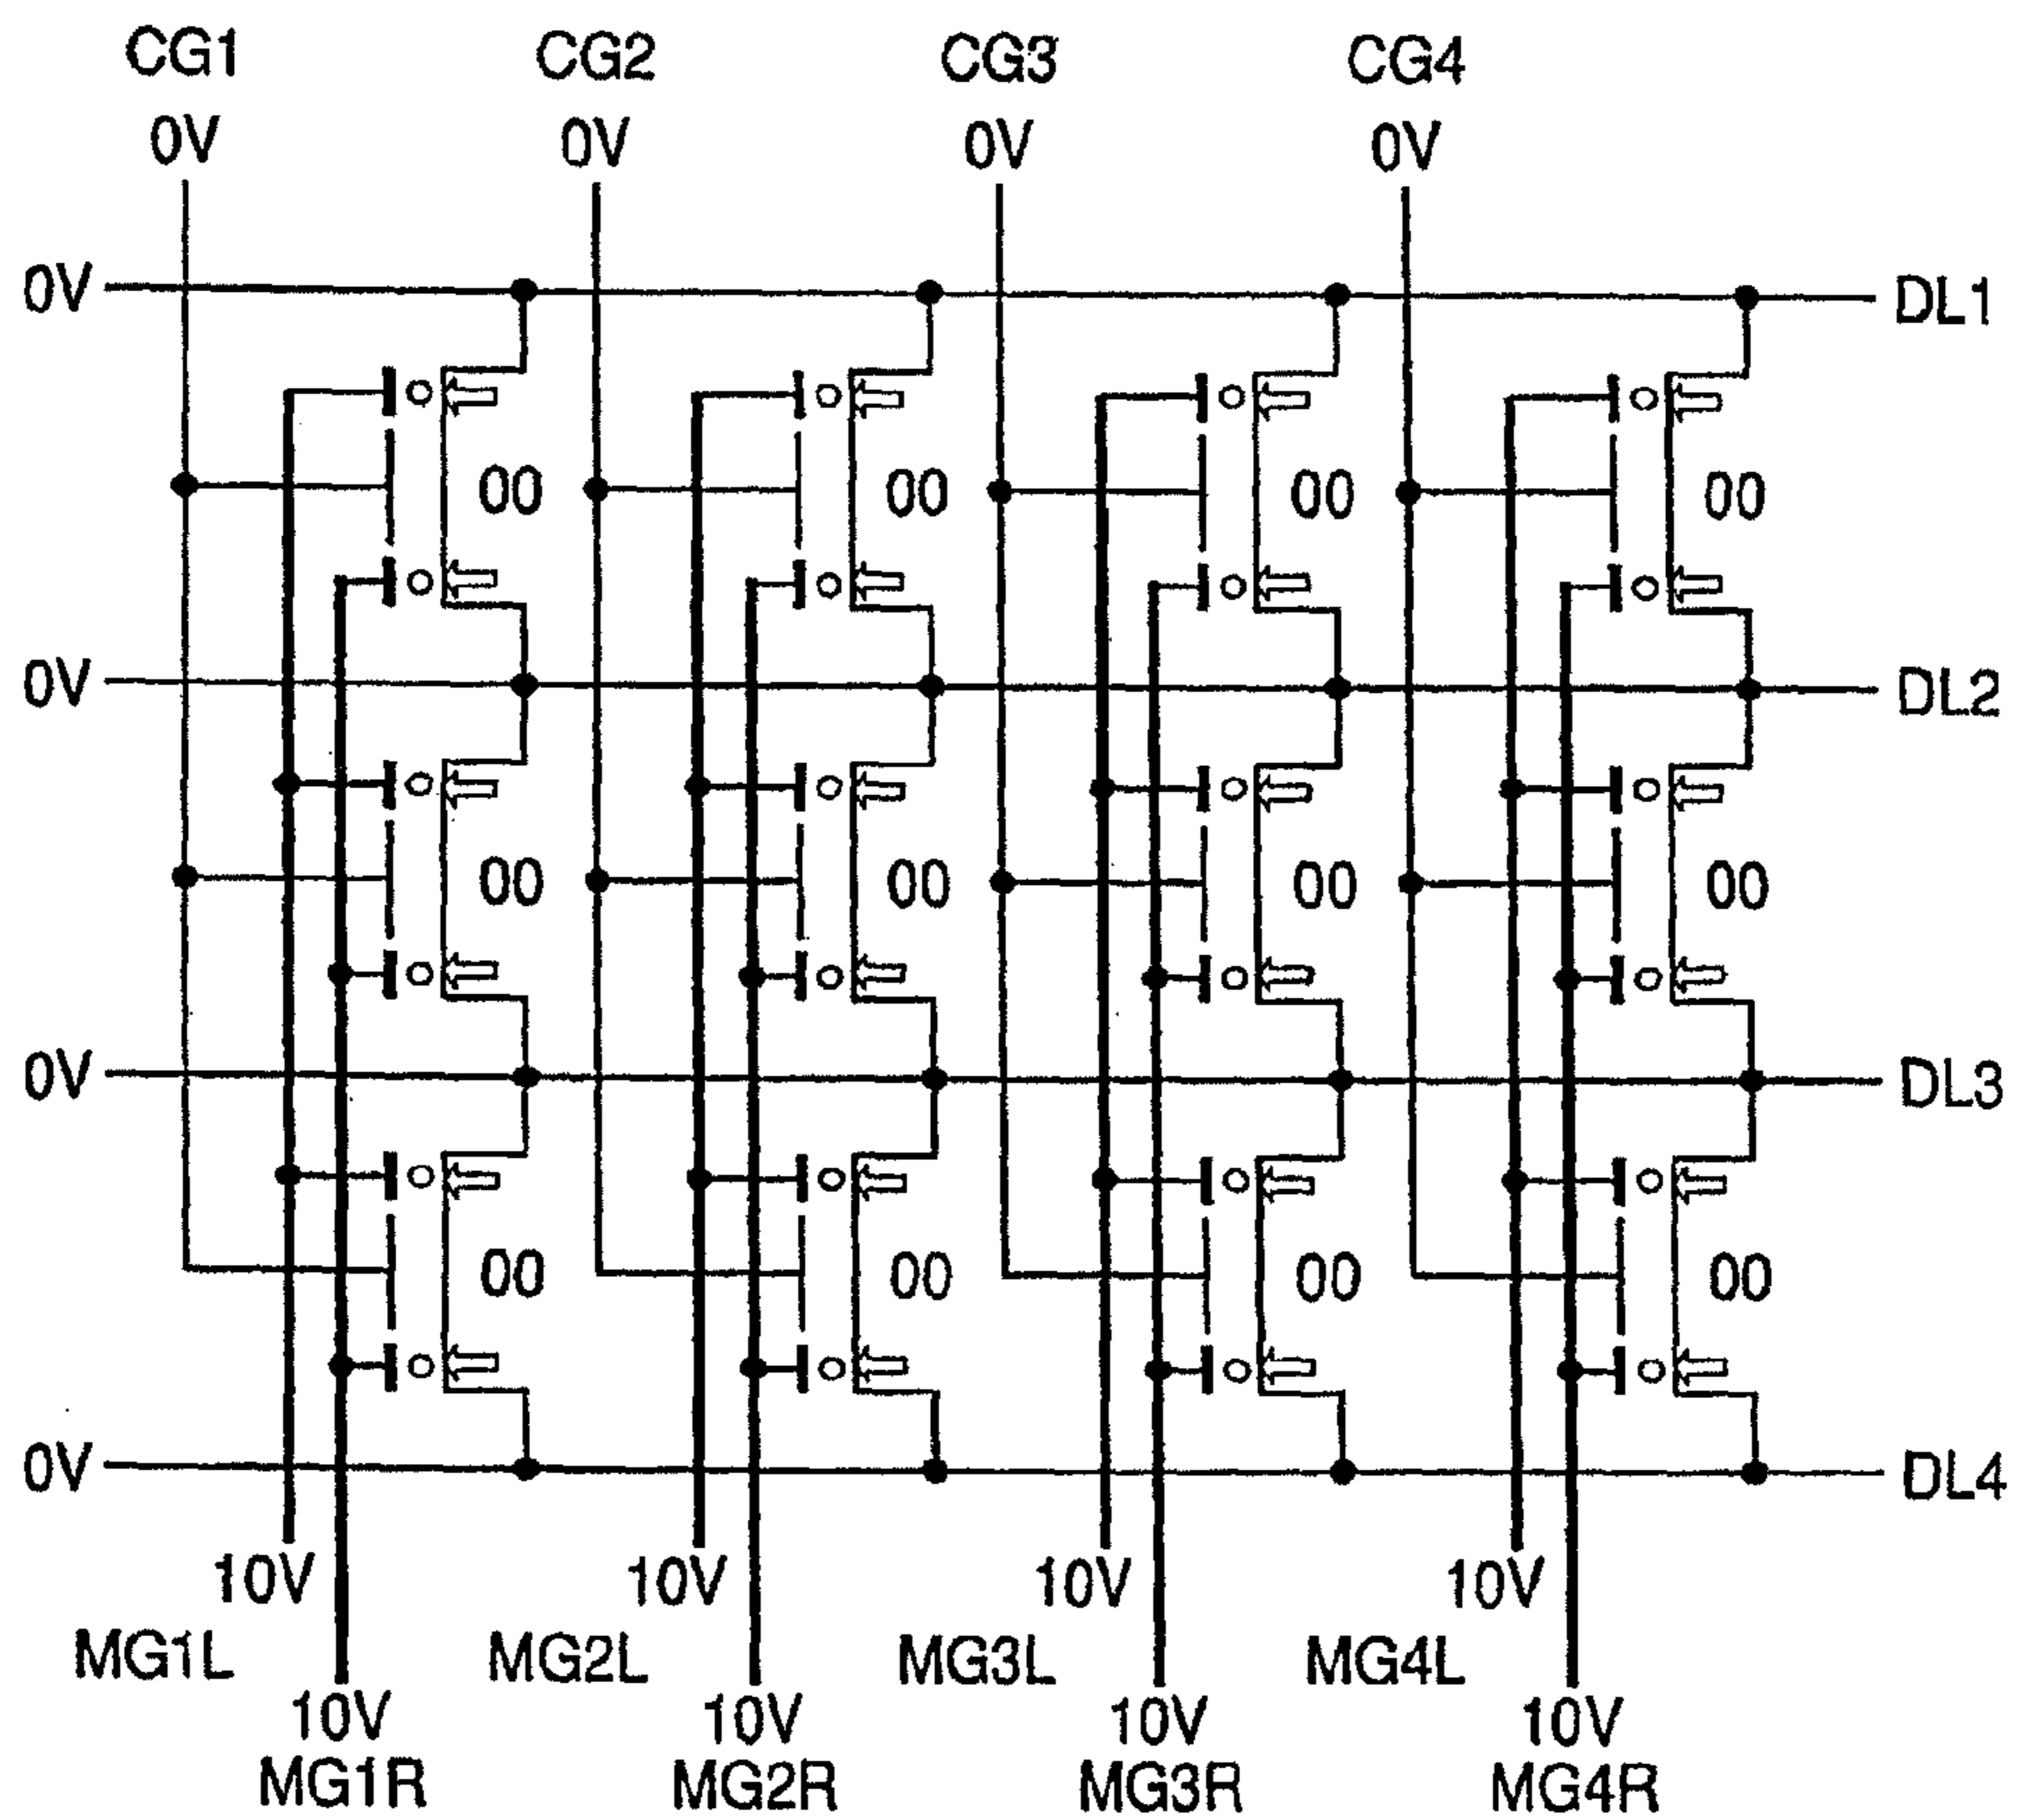 CG1 CG2 CG3 CG4
0V 0V 0V 0V
0V DL1
00 00 00 00
0V DL2
00 00 00 00
0V DL3
00 00 00 00
0V DL4
10V 10V 10V 10V
MG1L MG2L MG3L MG4L
10V 10V 10V 10V
MG1R MG2R MG3R MG4R